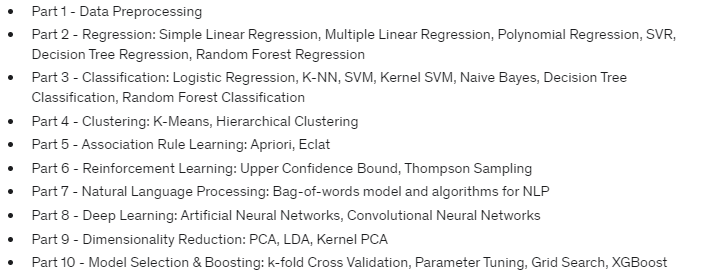 • Part 1 - Data Preprocessing
• Part 2 - Regression: Simple Linear Regression, Multiple Linear Regression, Polynomial Regression, SVR,
Decision Tree Regression, Random Forest Regression
• Part 3 - Classification: Logistic Regression, K-NN, SVM, Kernel SVM, Naive Bayes, Decision Tree
Classification, Random Forest Classification
• Part 4 - Clustering: K-Means, Hierarchical Clustering
• Part 5 - Association Rule Learning: Apriori, Eclat
• Part 6 - Reinforcement Learning: Upper Confidence Bound, Thompson Sampling
• Part 7 - Natural Language Processing: Bag-of-words model and algorithms for NLP
• Part 8 - Deep Learning: Artificial Neural Networks, Convolutional Neural Networks
• Part 9 - Dimensionality Reduction: PCA, LDA, Kernel PCA
• Part 10 - Model Selection & Boosting: k-fold Cross Validation, Parameter Tuning, Grid Search, XGBoost